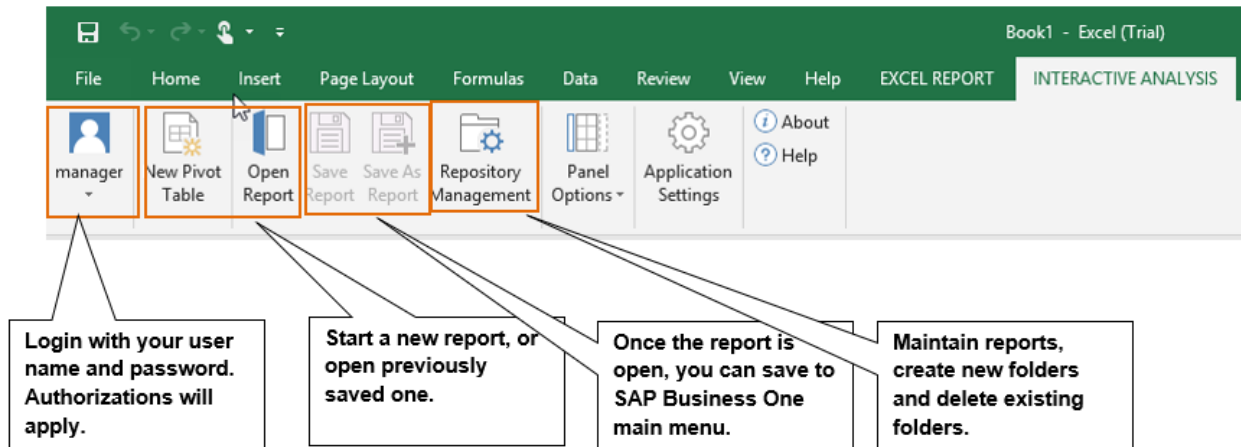 Book1 - Excel (Trial)
File Home Insert Page Layout Formulas Data Review View Help EXCEL REPORT INTERACTIVE ANALYSIS
manager
New Pivot
Table
Open
Report
Save
Report
Save As
Report
Repository
Management
Panel
Options
Application
Settings
About
Help
Login with your user
name and password.
Authorizations will
apply.
Start a new report, or
open previously
saved one.
Once the report is
open, you can save to
SAP Business One
main menu.
Maintain reports,
create new folders
and delete existing
folders.